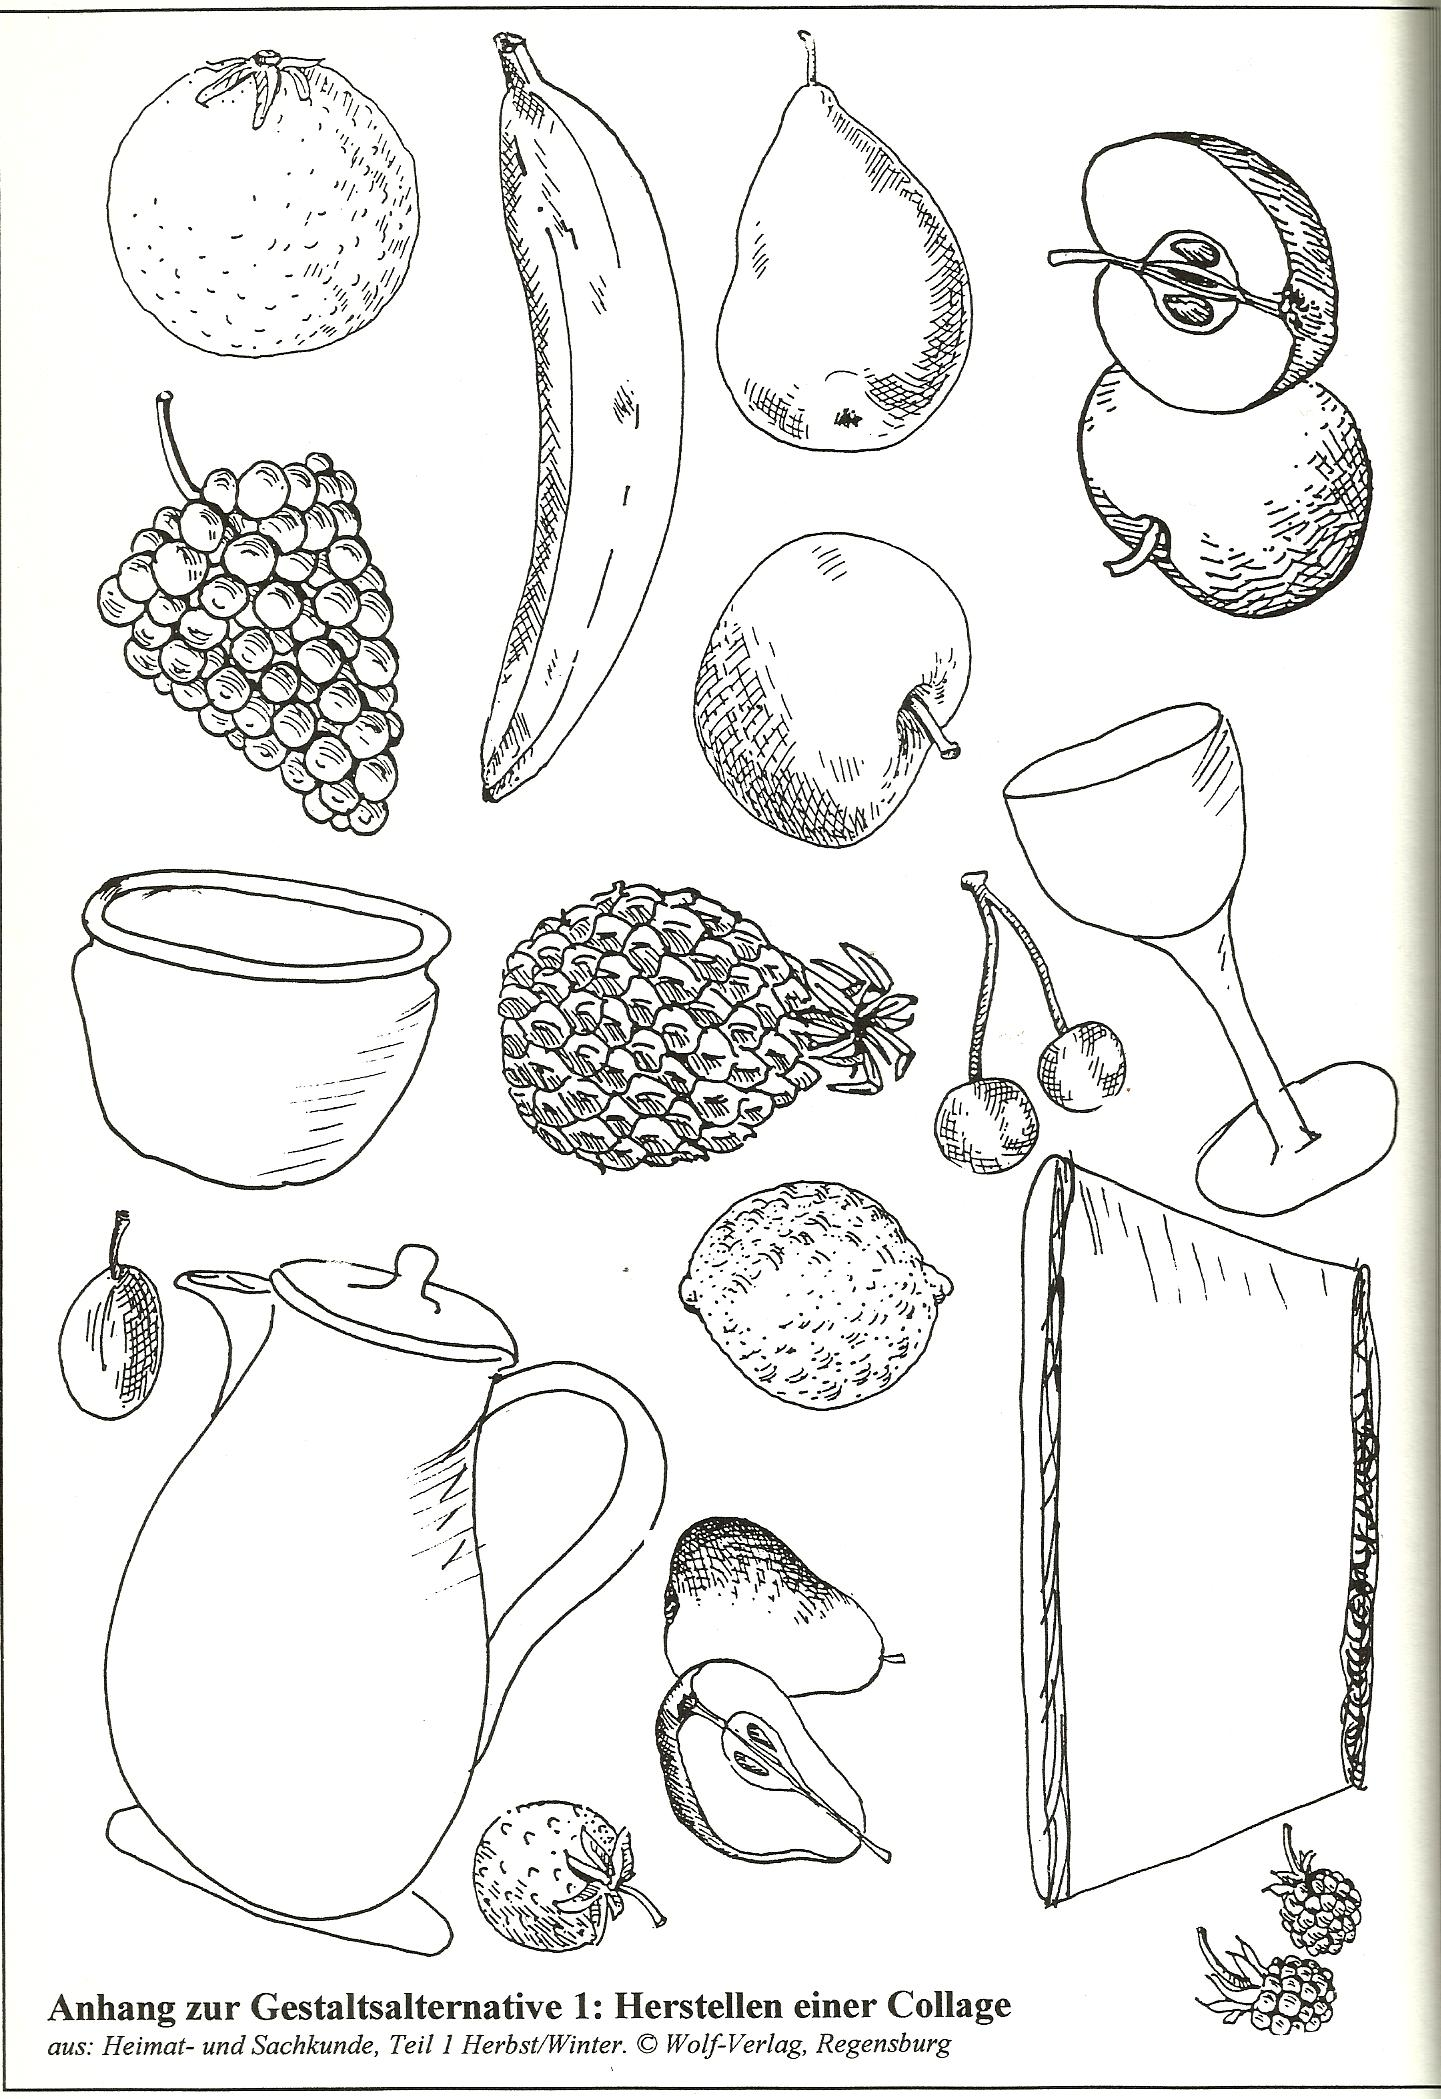 Anhang zur Gestaltsalternative 1: Herstellen einer Collage
aus: Heimat- und Sachkunde, Teil 1 Herbst/Winter. © Wolf-Verlag, Regensburg